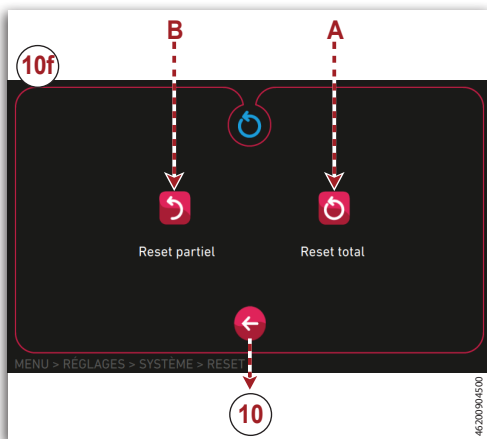 B A
10f
Reset partiel Reset total
MENU > RÉGLAGES > SYSTÈME > RESET
10
46200904500